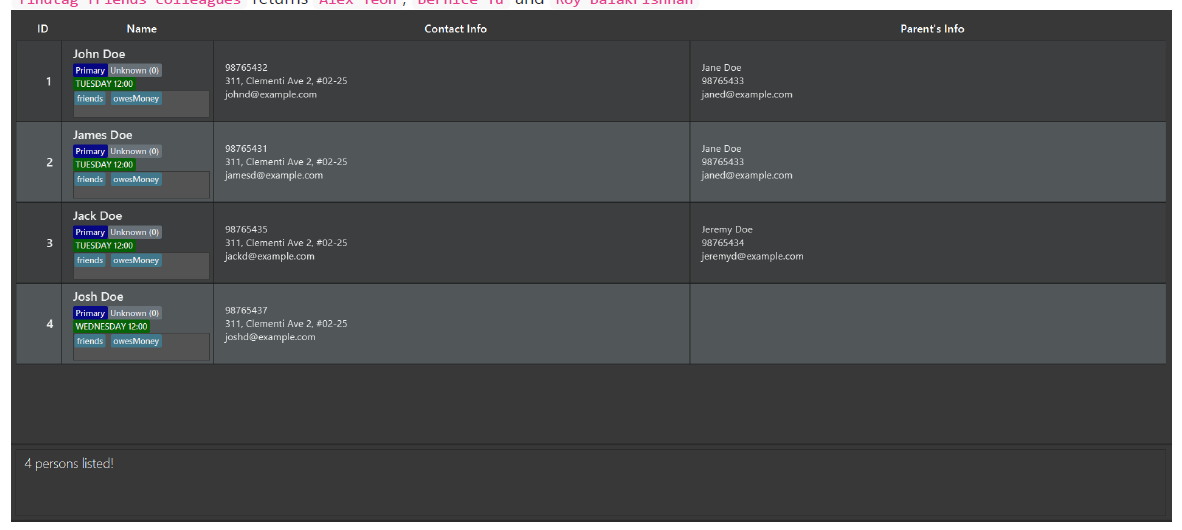 findtag friends colleagues returns Alex Yeoh, Bernice Yu and Roy Balakrishnan
ID Name Contact Info Parent's Info
1
John Doe
Primary Unknown (0)
TUESDAY 12:00
friends owesMoney
98765432
311, Clementi Ave 2, #02-25
johnd@example.com
Jane Doe
98765433
janed@example.com
2
James Doe
Primary Unknown (0)
TUESDAY 12:00
friends owesMoney
98765431
311, Clementi Ave 2, #02-25
jamesd@example.com
Jane Doe
98765433
janed@example.com
3
Jack Doe
Primary Unknown (0)
TUESDAY 12:00
friends owesMoney
98765435
311, Clementi Ave 2, #02-25
jackd@example.com
Jeremy Doe
98765434
jeremyd@example.com
4
Josh Doe
Primary Unknown (0)
WEDNESDAY 12:00
friends owesMoney
98765437
311, Clementi Ave 2, #02-25
joshd@example.com
4 persons listed!